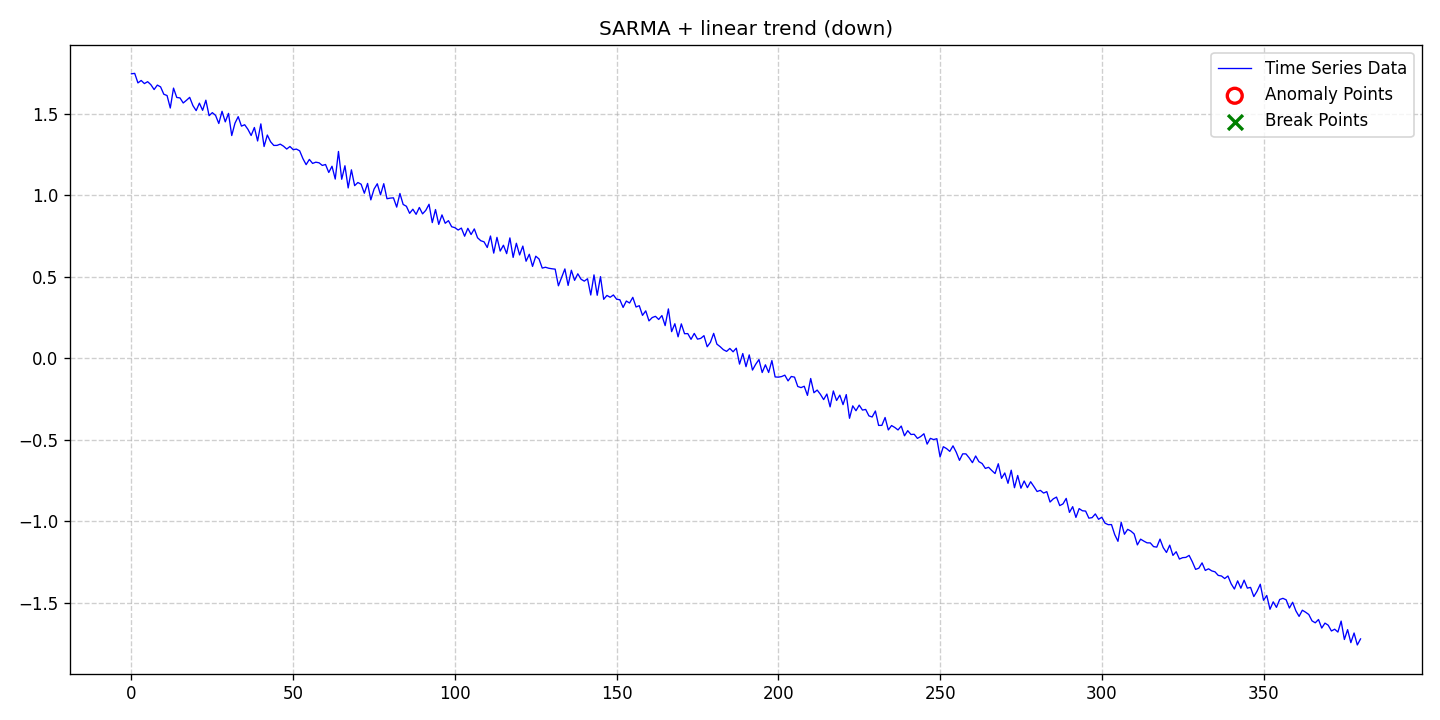 SARMA + linear trend (down)
Time Series Data
Anomaly Points
Break Points
1.5
1.0
0.5
0.0
−0.5
−1.0
−1.5
0 50 100 150 200 250 300 350